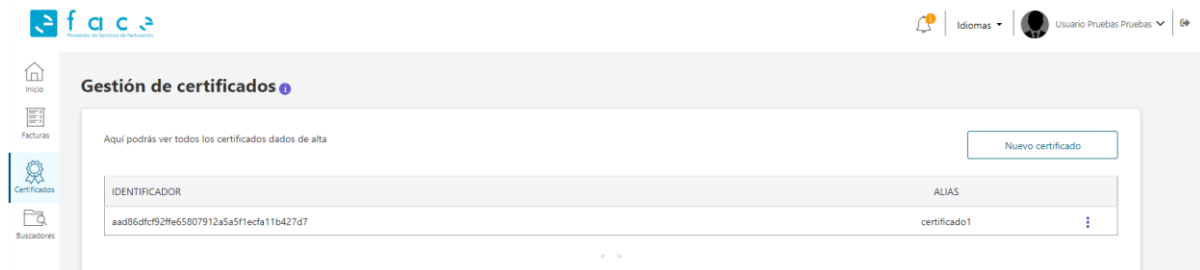 face
Proveedor de Servicios de Facturación
Idiomas
Usuario Pruebas Pruebas
Inicio
Facturas
Certificados
Buscadores
Gestión de certificados
Aquí podrás ver todos los certificados dados de alta
Nuevo certificado
IDENTIFICADOR ALIAS
aad86dfcf92ffe65807912a5a5f1ecfa11b427d7 certificado1